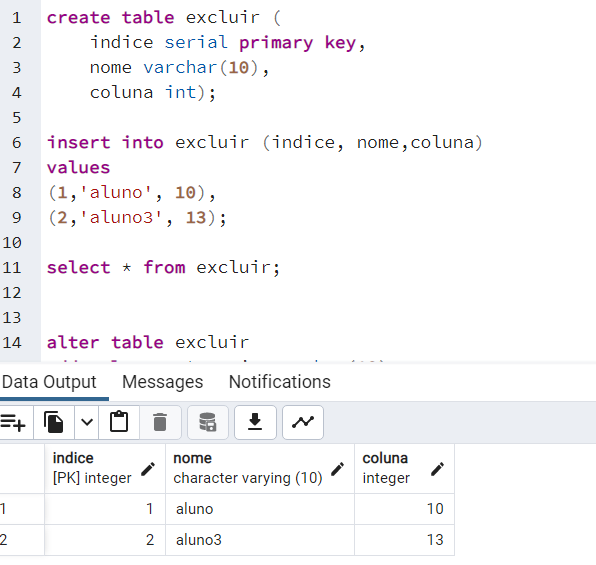 1 create table excluir (
2 indice serial primary key,
3 nome varchar(10),
4 coluna int);
5
6 insert into excluir (indice, nome,coluna)
7 values
8 (1,'aluno', 10),
9 (2,'aluno3', 13);
10
11 select * from excluir;
12
13
14 alter table excluir
Data Output Messages Notifications
indice nome coluna
[PK] integer character varying (10) integer
1 1 aluno 10
2 2 aluno3 13